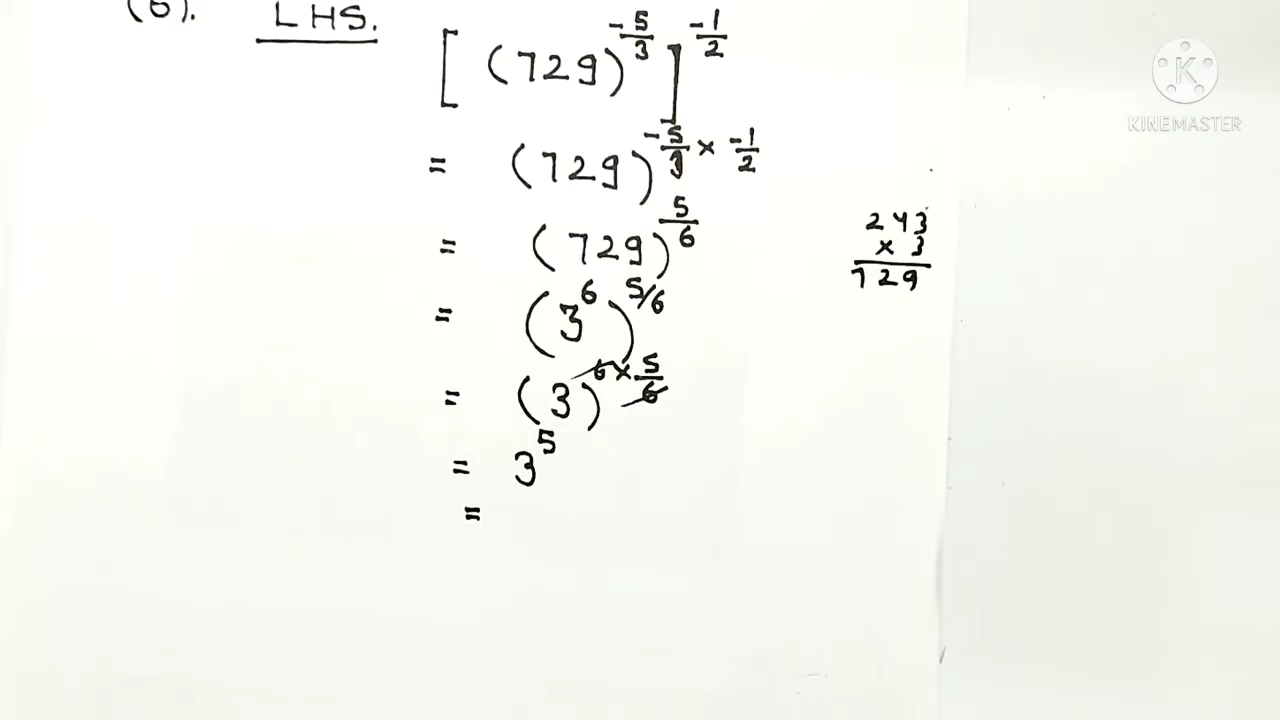 (6). LHS.
[(729)^{-5/3}]^{-1/2}
= (729)^{-5/3 × -1/2}
= (729)^{5/6}
= (3^6)^{5/6}
= (3)^{6 × 5/6}
= 3^5
=
243
× 3
729
K
KINEMASTER